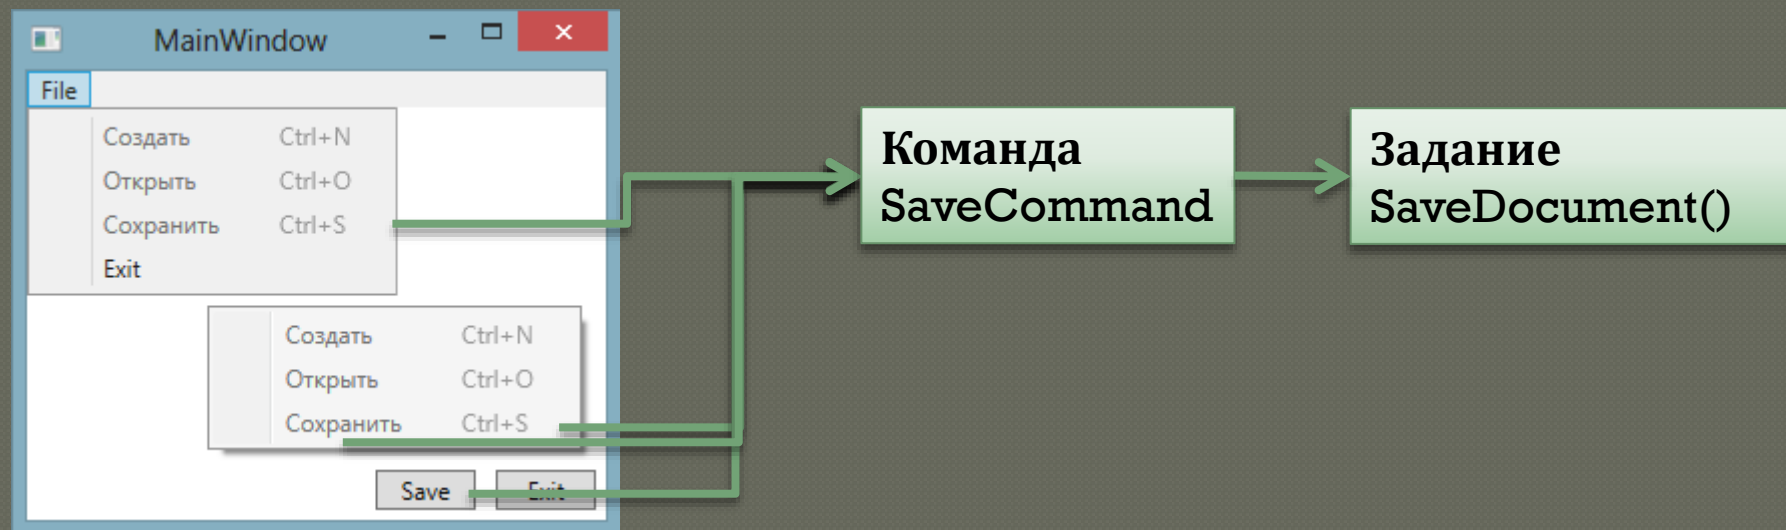 MainWindow
File
Создать Ctrl+N
Открыть Ctrl+O
Сохранить Ctrl+S
Exit
Создать Ctrl+N
Открыть Ctrl+O
Сохранить Ctrl+S
Save Exit
Команда
SaveCommand
Задание
SaveDocument()